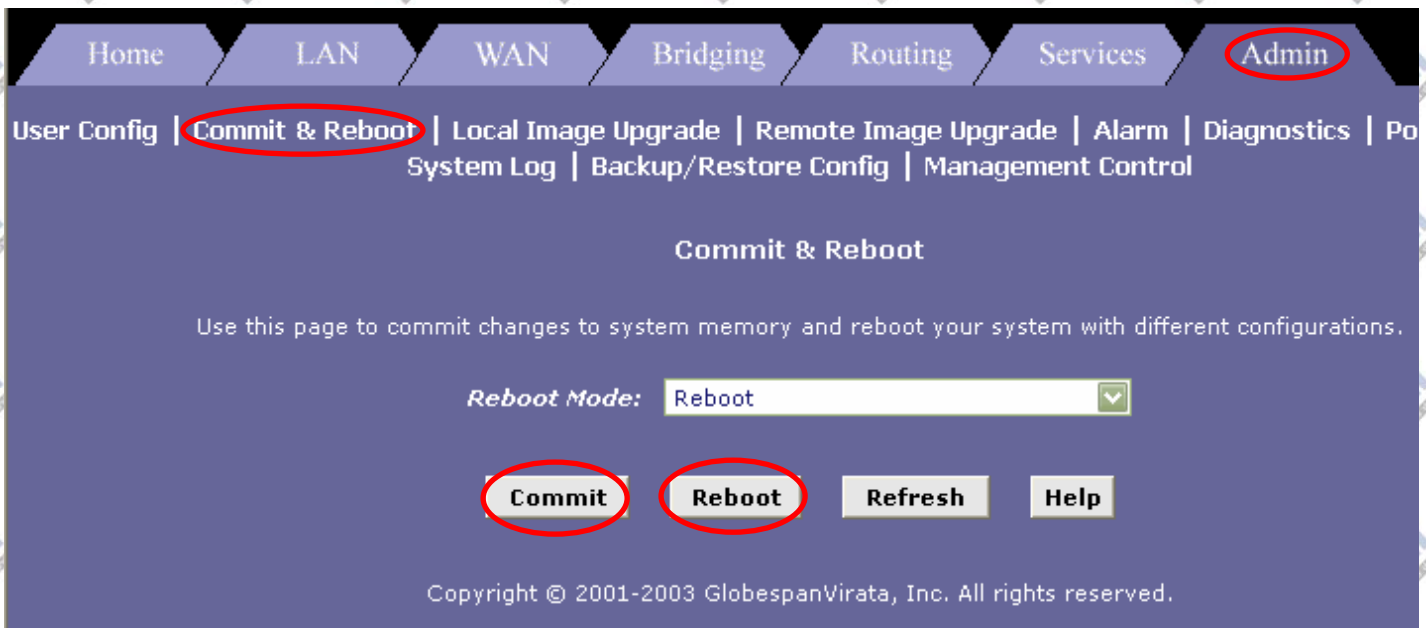 Home LAN WAN Bridging Routing Services Admin
User Config | Commit & Reboot | Local Image Upgrade | Remote Image Upgrade | Alarm | Diagnostics | Po
System Log | Backup/Restore Config | Management Control
Commit & Reboot
Use this page to commit changes to system memory and reboot your system with different configurations.
Reboot Mode: Reboot
Commit Reboot Refresh Help
Copyright © 2001-2003 GlobespanVirata, Inc. All rights reserved.